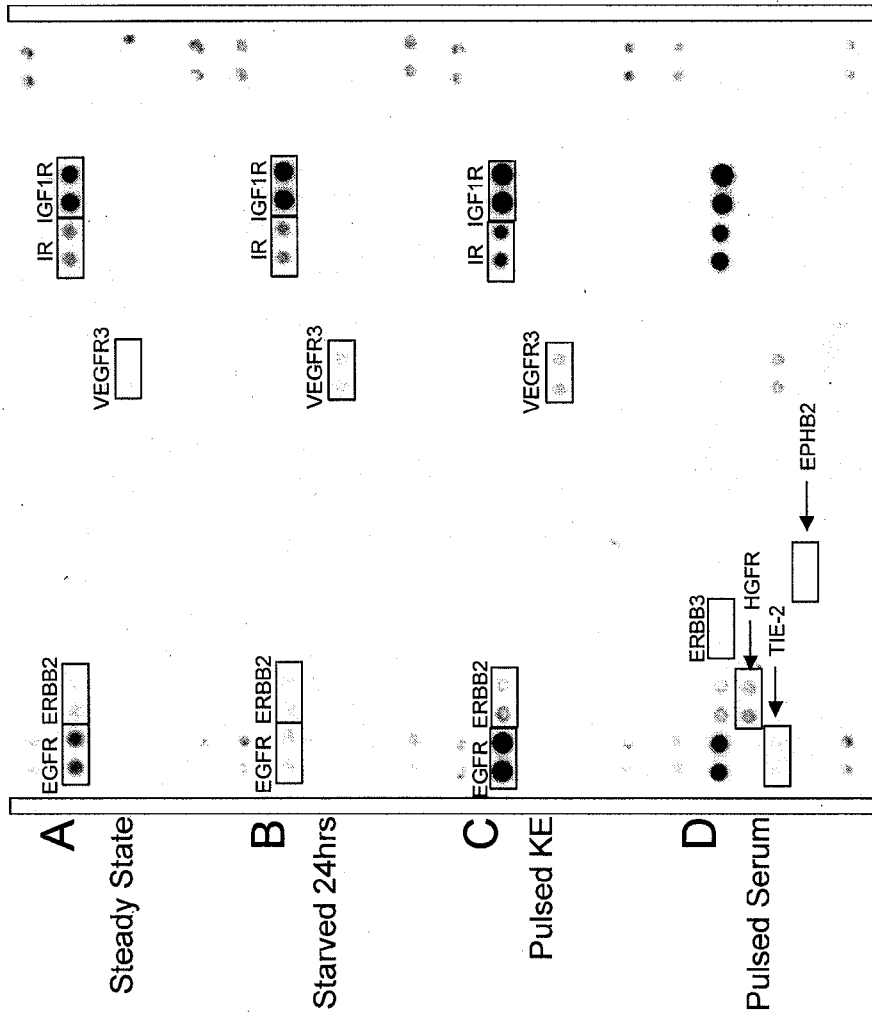 A
Steady State
EGFR ERBB2
VEGFR3
IR IGF1R
B
Starved 24hrs
EGFR ERBB2
VEGFR3
IR IGF1R
C
Pulsed KE
EGFR ERBB2
VEGFR3
IR IGF1R
D
Pulsed Serum
ERBB3
HGFR
TIE-2
EPHB2